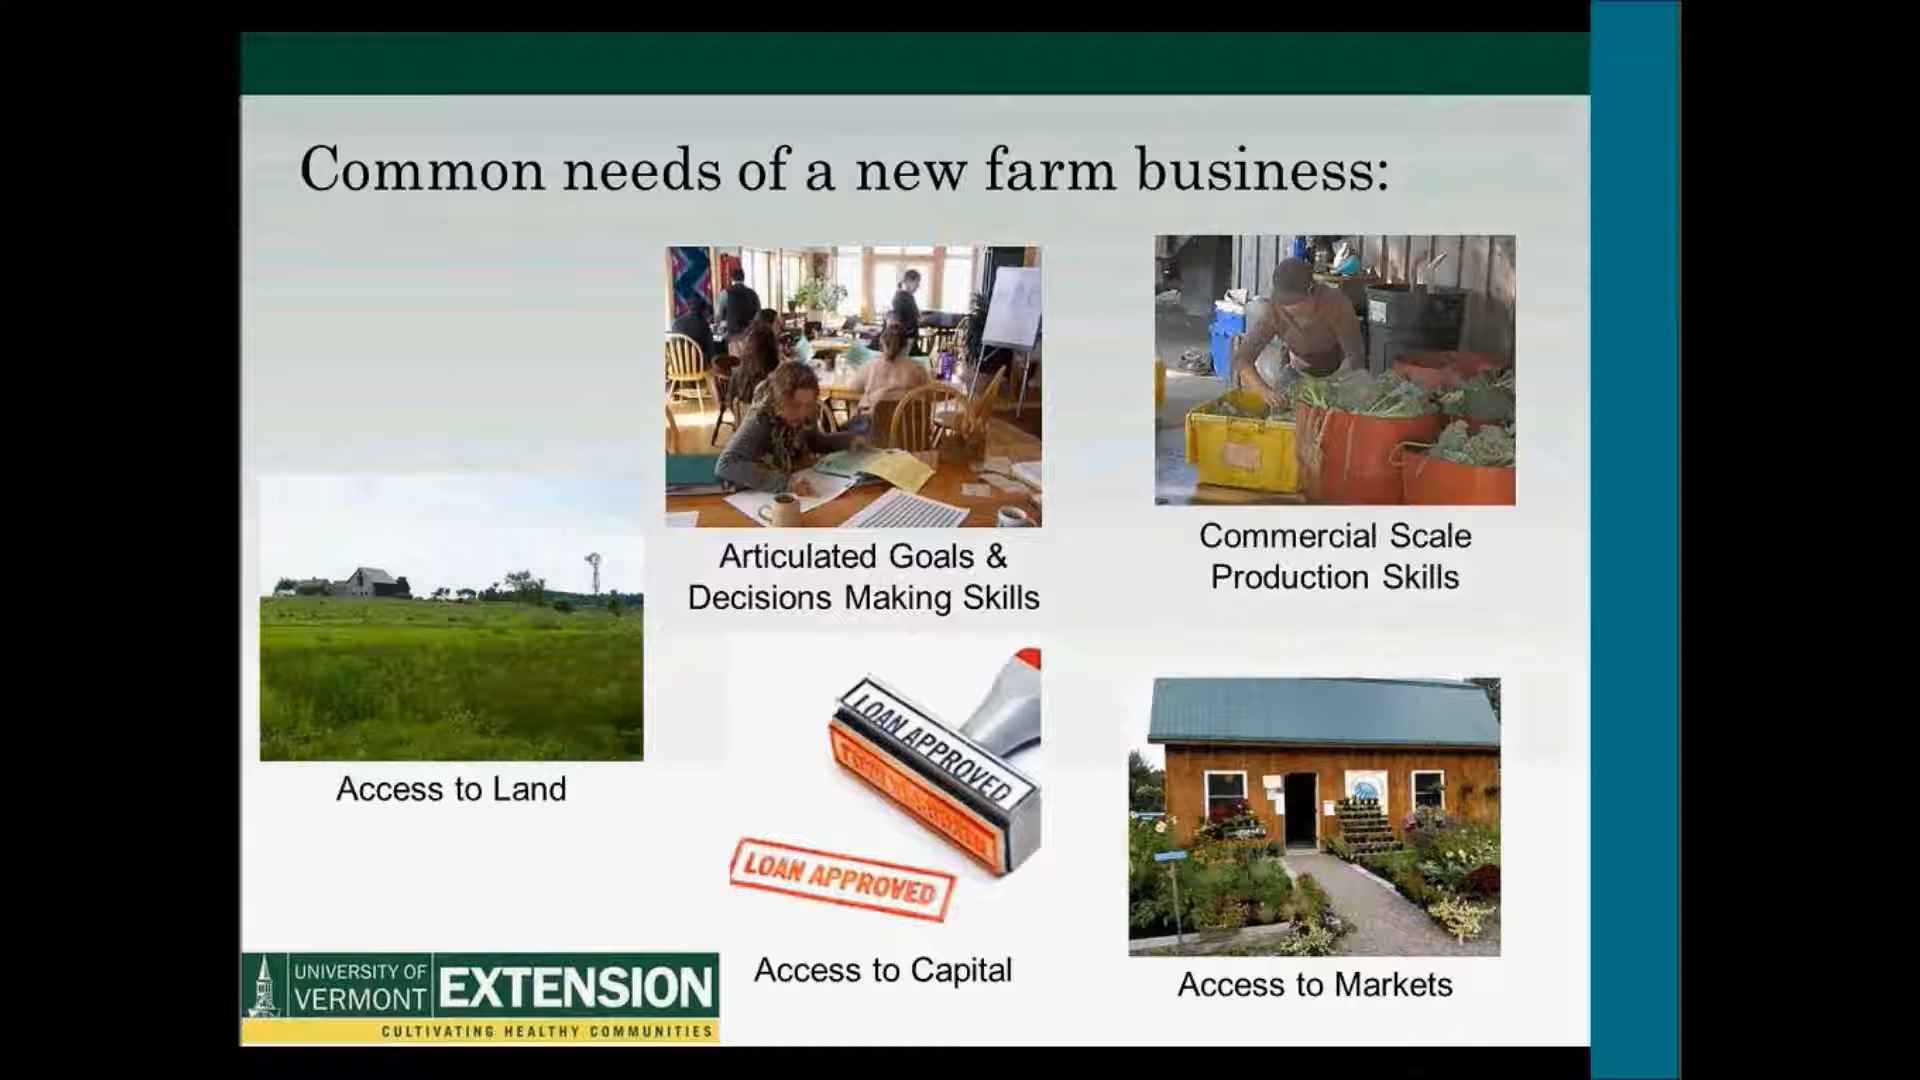 Common needs of a new farm business:
Articulated Goals &
Decisions Making Skills
Commercial Scale
Production Skills
Access to Land
LOAN APPROVED
LOAN APPROVED
Access to Capital
Access to Markets
UNIVERSITY OF
VERMONT
EXTENSION
CULTIVATING HEALTHY COMMUNITIES